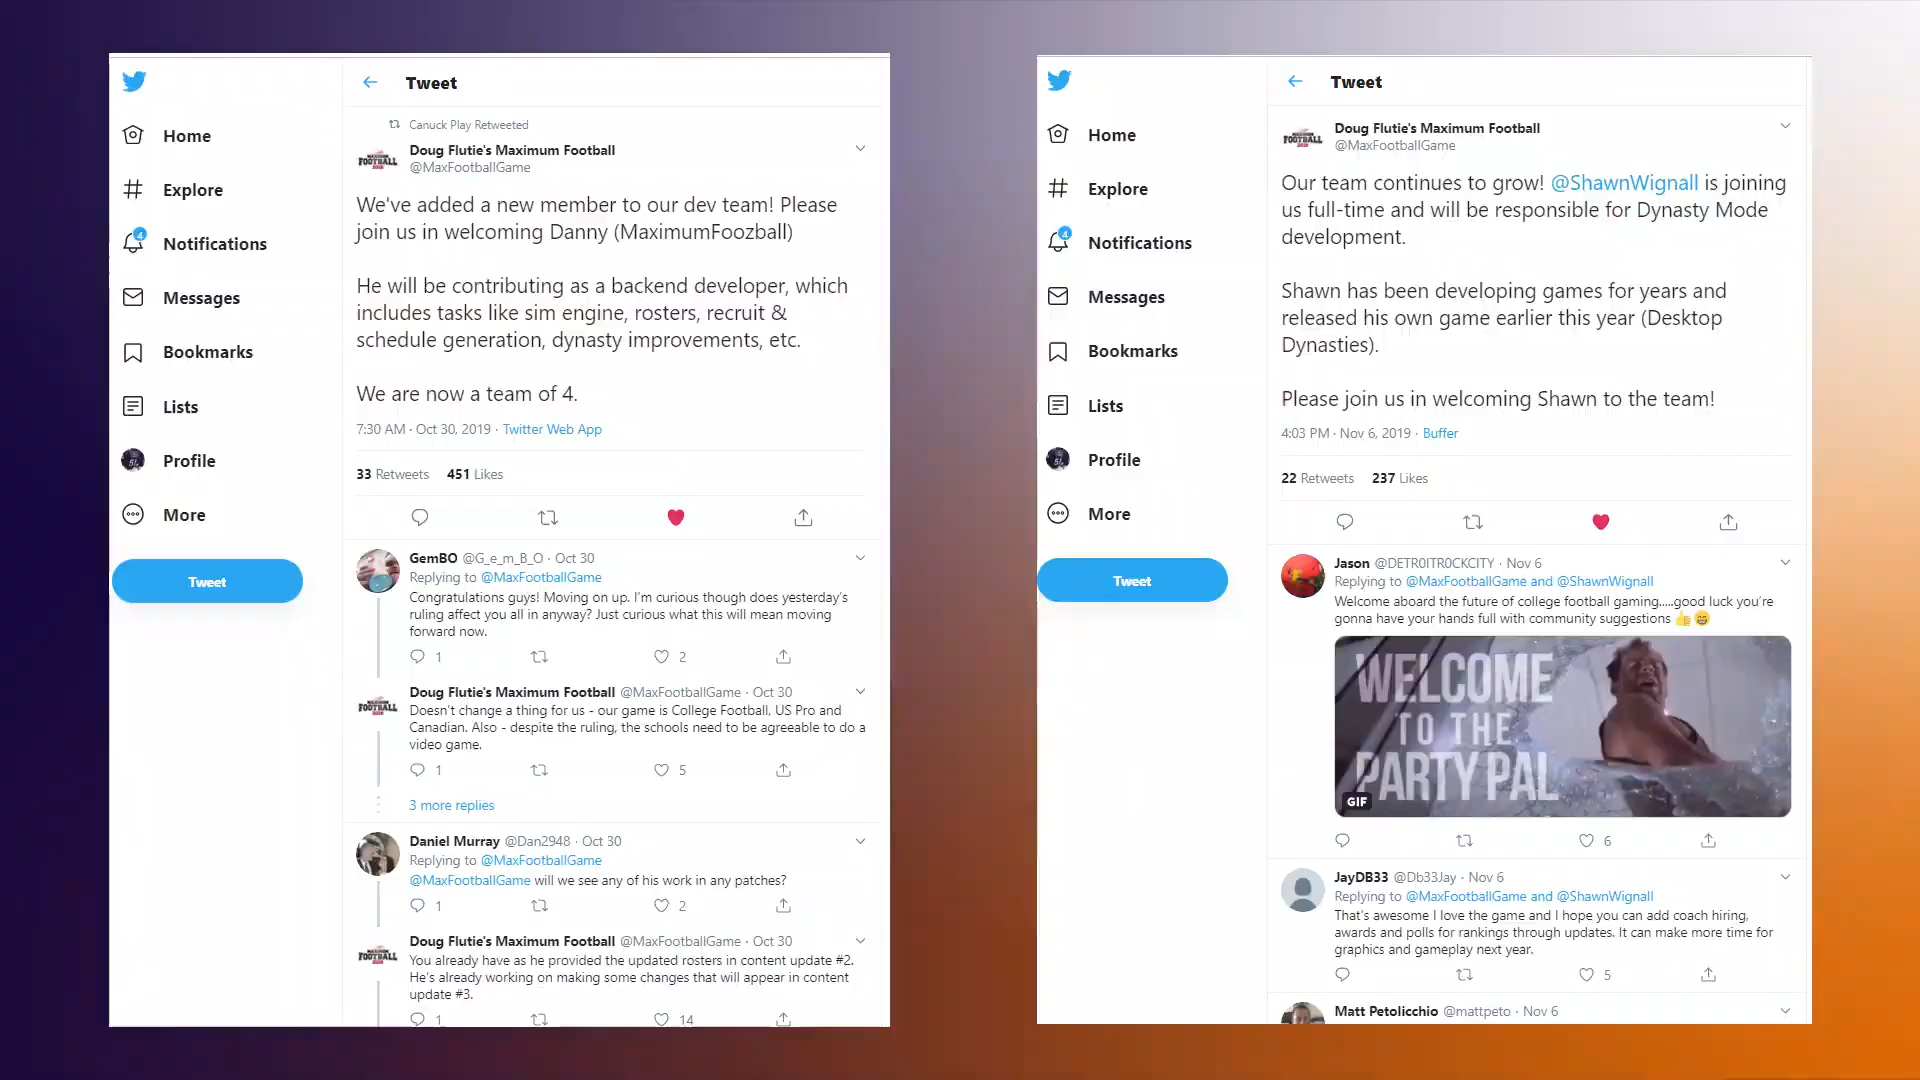 Home
Explore
4
Notifications
Messages
Bookmarks
Lists
Profile
More
Tweet
Tweet
Canuck Play Retweeted
Doug Flutie's Maximum Football
@MaxFootballGame
We've added a new member to our dev team! Please
join us in welcoming Danny (MaximumFoozball)
He will be contributing as a backend developer, which
includes tasks like sim engine, rosters, recruit &
schedule generation, dynasty improvements, etc.
We are now a team of 4.
7:30 AM · Oct 30, 2019 · Twitter Web App
33 Retweets 451 Likes
GemBO @G_e_m_B_O · Oct 30
Replying to @MaxFootballGame
Congratulations guys! Moving on up. I'm curious though does yesterday's
ruling affect you all in anyway? Just curious what this will mean moving
forward now.
1 2
FOOTBALL
Doug Flutie's Maximum Football @MaxFootballGame · Oct 30
Doesn't change a thing for us - our game is College Football, US Pro and
Canadian. Also - despite the ruling, the schools need to be agreeable to do a
video game.
1 5
3 more replies
Daniel Murray @Dan2948 · Oct 30
Replying to @MaxFootballGame
@MaxFootballGame will we see any of his work in any patches?
1 2
FOOTBALL
Doug Flutie's Maximum Football @MaxFootballGame · Oct 30
You already have as he provided the updated rosters in content update #2.
He's already working on making some changes that will appear in content
update #3.
1 14
Home
Explore
4
Notifications
Messages
Bookmarks
Lists
Profile
More
Tweet
Tweet
FOOTBALL
Doug Flutie's Maximum Football
@MaxFootballGame
Our team continues to grow! @ShawnWignall is joining
us full-time and will be responsible for Dynasty Mode
development.
Shawn has been developing games for years and
released his own game earlier this year (Desktop
Dynasties).
Please join us in welcoming Shawn to the team!
4:03 PM · Nov 6, 2019 · Buffer
22 Retweets 237 Likes
Jason @DETR0ITR0CKCITY · Nov 6
Replying to @MaxFootballGame and @ShawnWignall
Welcome aboard the future of college football gaming.....good luck you're
gonna have your hands full with community suggestions 👍😁
WELCOME
TO THE
PARTY PAL
GIF
6
JayDB33 @Db33Jay · Nov 6
Replying to @MaxFootballGame and @ShawnWignall
That's awesome I love the game and I hope you can add coach hiring,
awards and polls for rankings through updates. It can make more time for
graphics and gameplay next year.
5
Matt Petolicchio @mattpeto · Nov 6